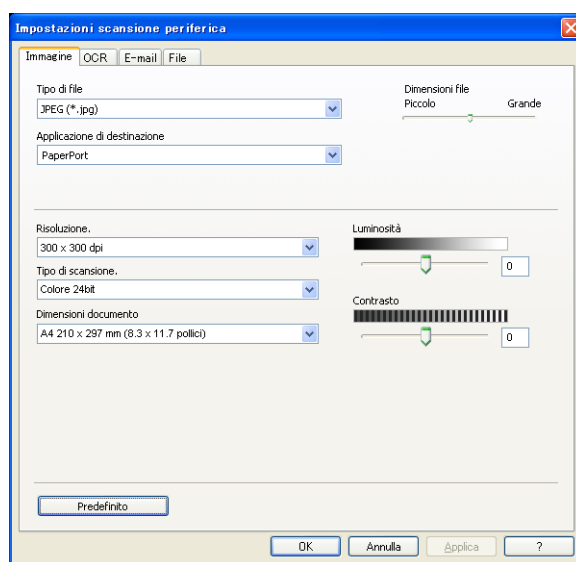 Impostazioni scansione periferica
Immagine OCR E-mail File
Tipo di file
JPEG (*.jpg)
Dimensioni file
Piccolo Grande
Applicazione di destinazione
PaperPort
Risoluzione.
300 x 300 dpi
Tipo di scansione.
Colore 24bit
Dimensioni documento
A4 210 x 297 mm (8.3 x 11.7 pollici)
Luminosità
0
Contrasto
0
Predefinito
OK Annulla Applica ?